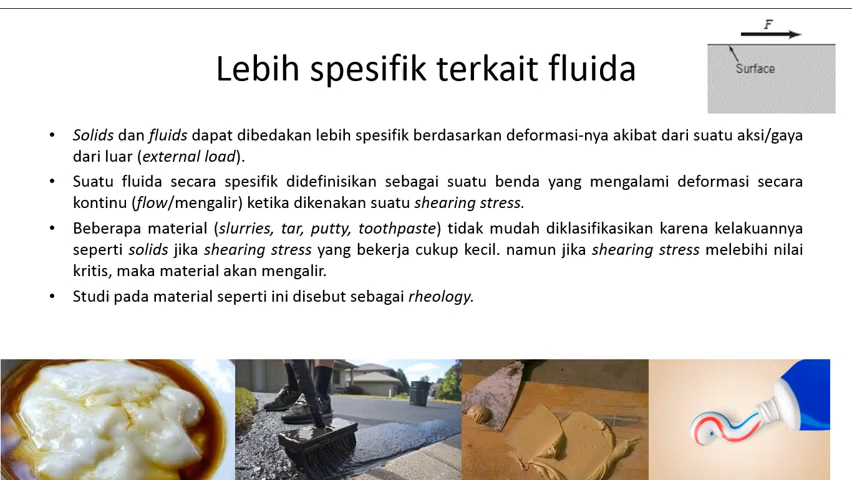 F
Surface
Lebih spesifik terkait fluida
• Solids dan fluids dapat dibedakan lebih spesifik berdasarkan deformasi-nya akibat dari suatu aksi/gaya
dari luar (external load).
• Suatu fluida secara spesifik didefinisikan sebagai suatu benda yang mengalami deformasi secara
kontinu (flow/mengalir) ketika dikenakan suatu shearing stress.
• Beberapa material (slurries, tar, putty, toothpaste) tidak mudah diklasifikasikan karena kelakuannya
seperti solids jika shearing stress yang bekerja cukup kecil. namun jika shearing stress melebihi nilai
kritis, maka material akan mengalir.
• Studi pada material seperti ini disebut sebagai rheology.